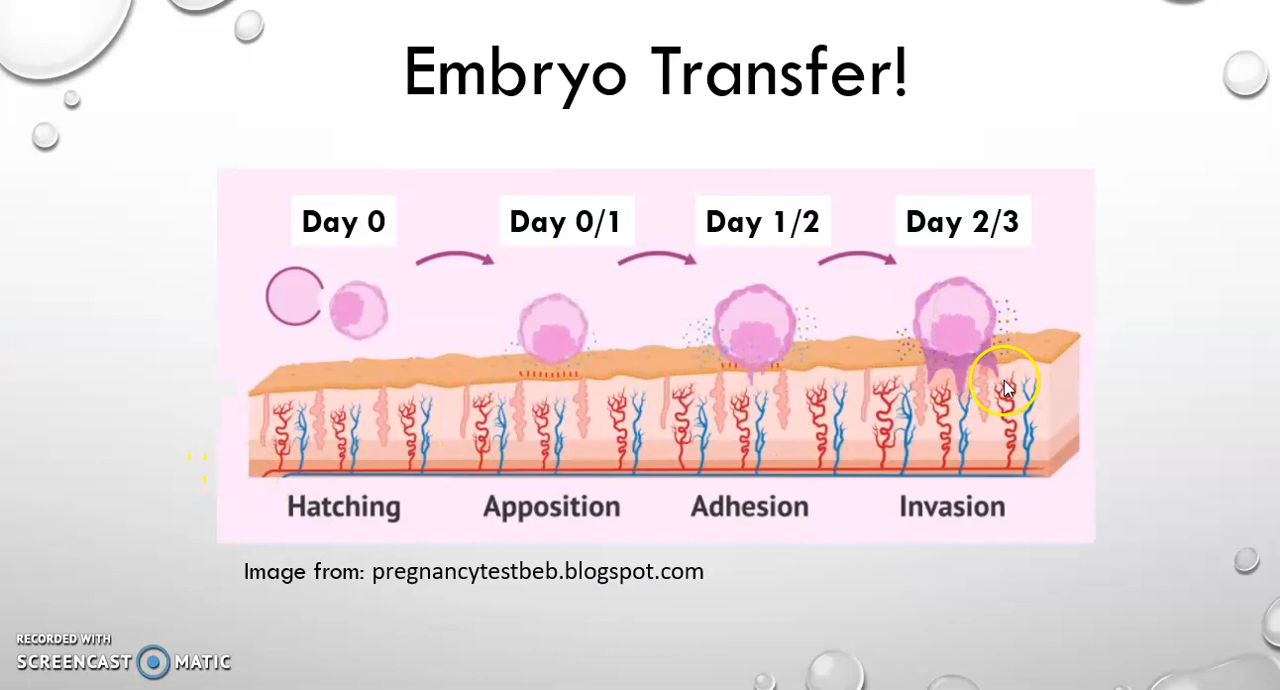 Embryo Transfer!
Day 0
Day 0/1
Day 1/2
Day 2/3
Hatching
Apposition
Adhesion
Invasion
Image from: pregnancytestbeb.blogspot.com
RECORDED WITH
SCREENCAST MATIC